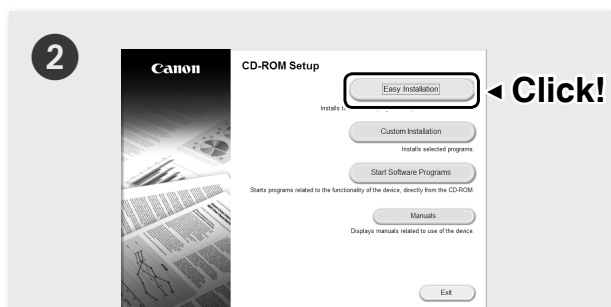 2
Canon
CD-ROM Setup
Easy Installation
◄ Click!
Installs
Custom Installation
Installs selected programs.
Start Software Programs
Starts programs related to the functionality of the device, directly from the CD-ROM.
Manuals
Displays manuals related to use of the device.
Exit